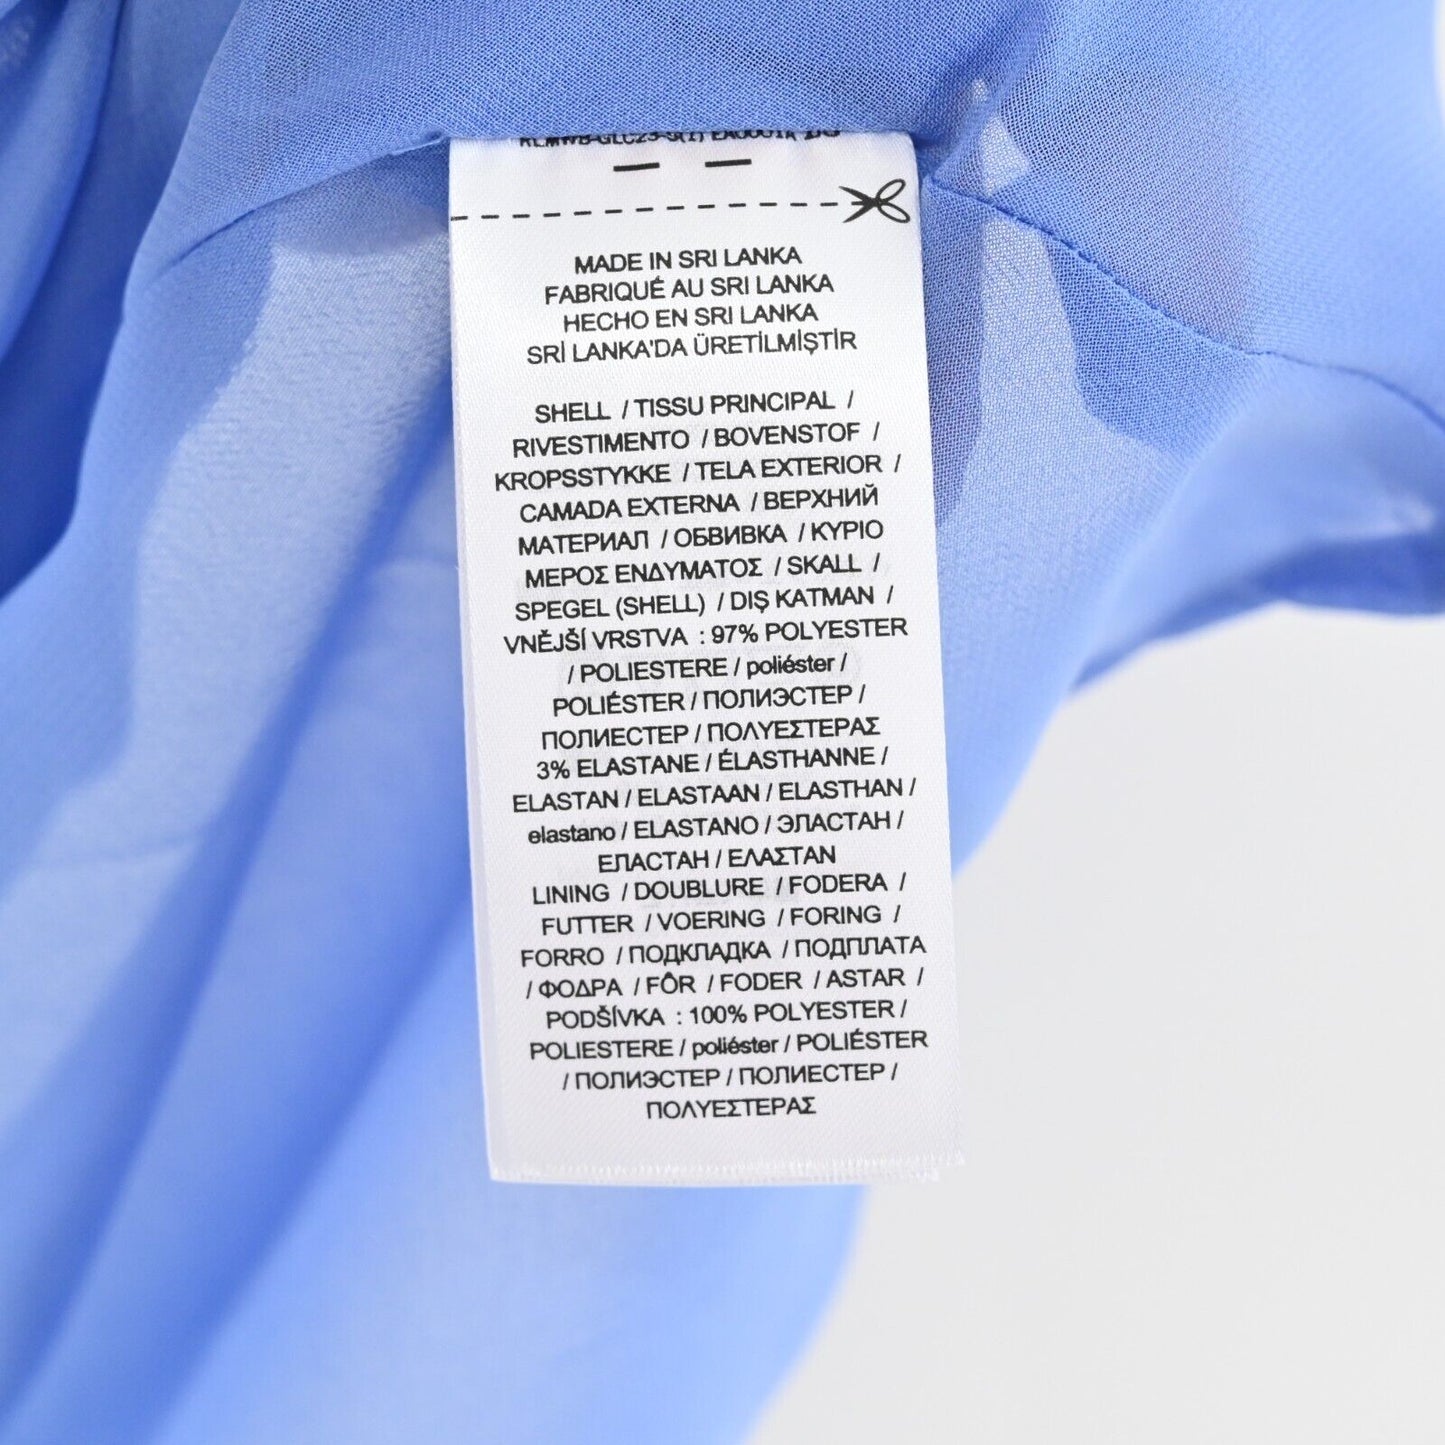 MADE IN SRI LANKA
FABRIQUÉ AU SRI LANKA
HECHO EN SRI LANKA
SRİ LANKA'DA ÜRETİLMİŞTİR
SHELL / TISSU PRINCIPAL /
RIVESTIMENTO / BOVENSTOF /
KROPSSTYKKE / TELA EXTERIOR /
CAMADA EXTERNA / ВЕРХНИЙ
МАТЕРИАЛ / ОБВИВКА / ΚΥΡΙΟ
ΜΕΡΟΣ ΕΝΔΥΜΑΤΟΣ / SKALL /
SPEGEL (SHELL) / DIŞ KATMAN /
VNĚJŠÍ VRSTVA : 97% POLYESTER
/ POLIESTERE / poliéster /
POLIÉSTER / ПОЛИЭСТЕР /
ПОЛИЕСТЕР / ΠΟΛΥΕΣΤΕΡΑΣ
3% ELASTANE / ÉLASTHANNE /
ELASTAN / ELASTAAN / ELASTHAN /
elastano / ELASTANO / ЭЛАСТАН /
ЕЛАСТАН / ΕΛΑΣΤΑΝ
LINING / DOUBLURE / FODERA /
FUTTER / VOERING / FORING /
FORRO / ПОДКЛАДКА / ПОДПЛАТА
/ ΦΟΔΡΑ / FÔR / FODER / ASTAR /
PODŠÍVKA : 100% POLYESTER /
POLIESTERE / poliéster / POLIÉSTER
/ ПОЛИЭСТЕР / ПОЛИЕСТЕР /
ΠΟΛΥΕΣΤΕΡΑΣ